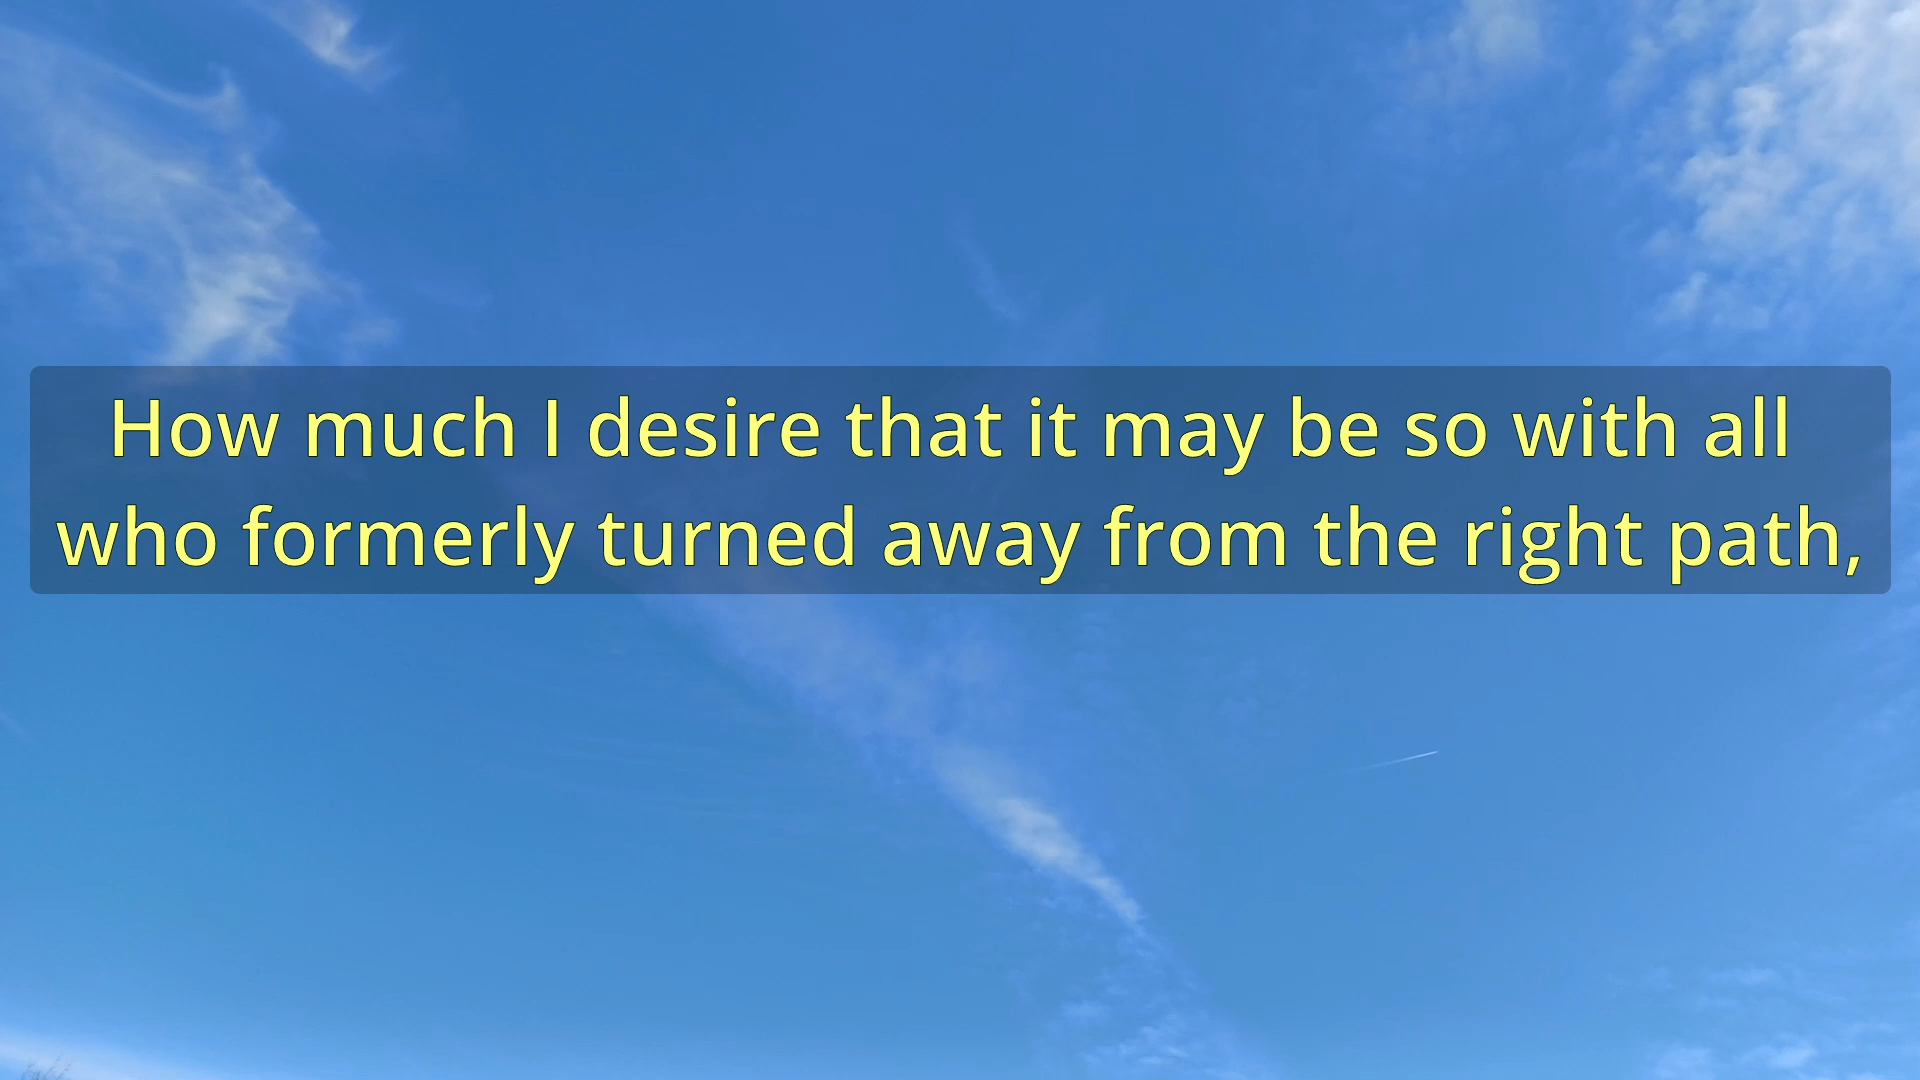 How much I desire that it may be so with all
who formerly turned away from the right path,